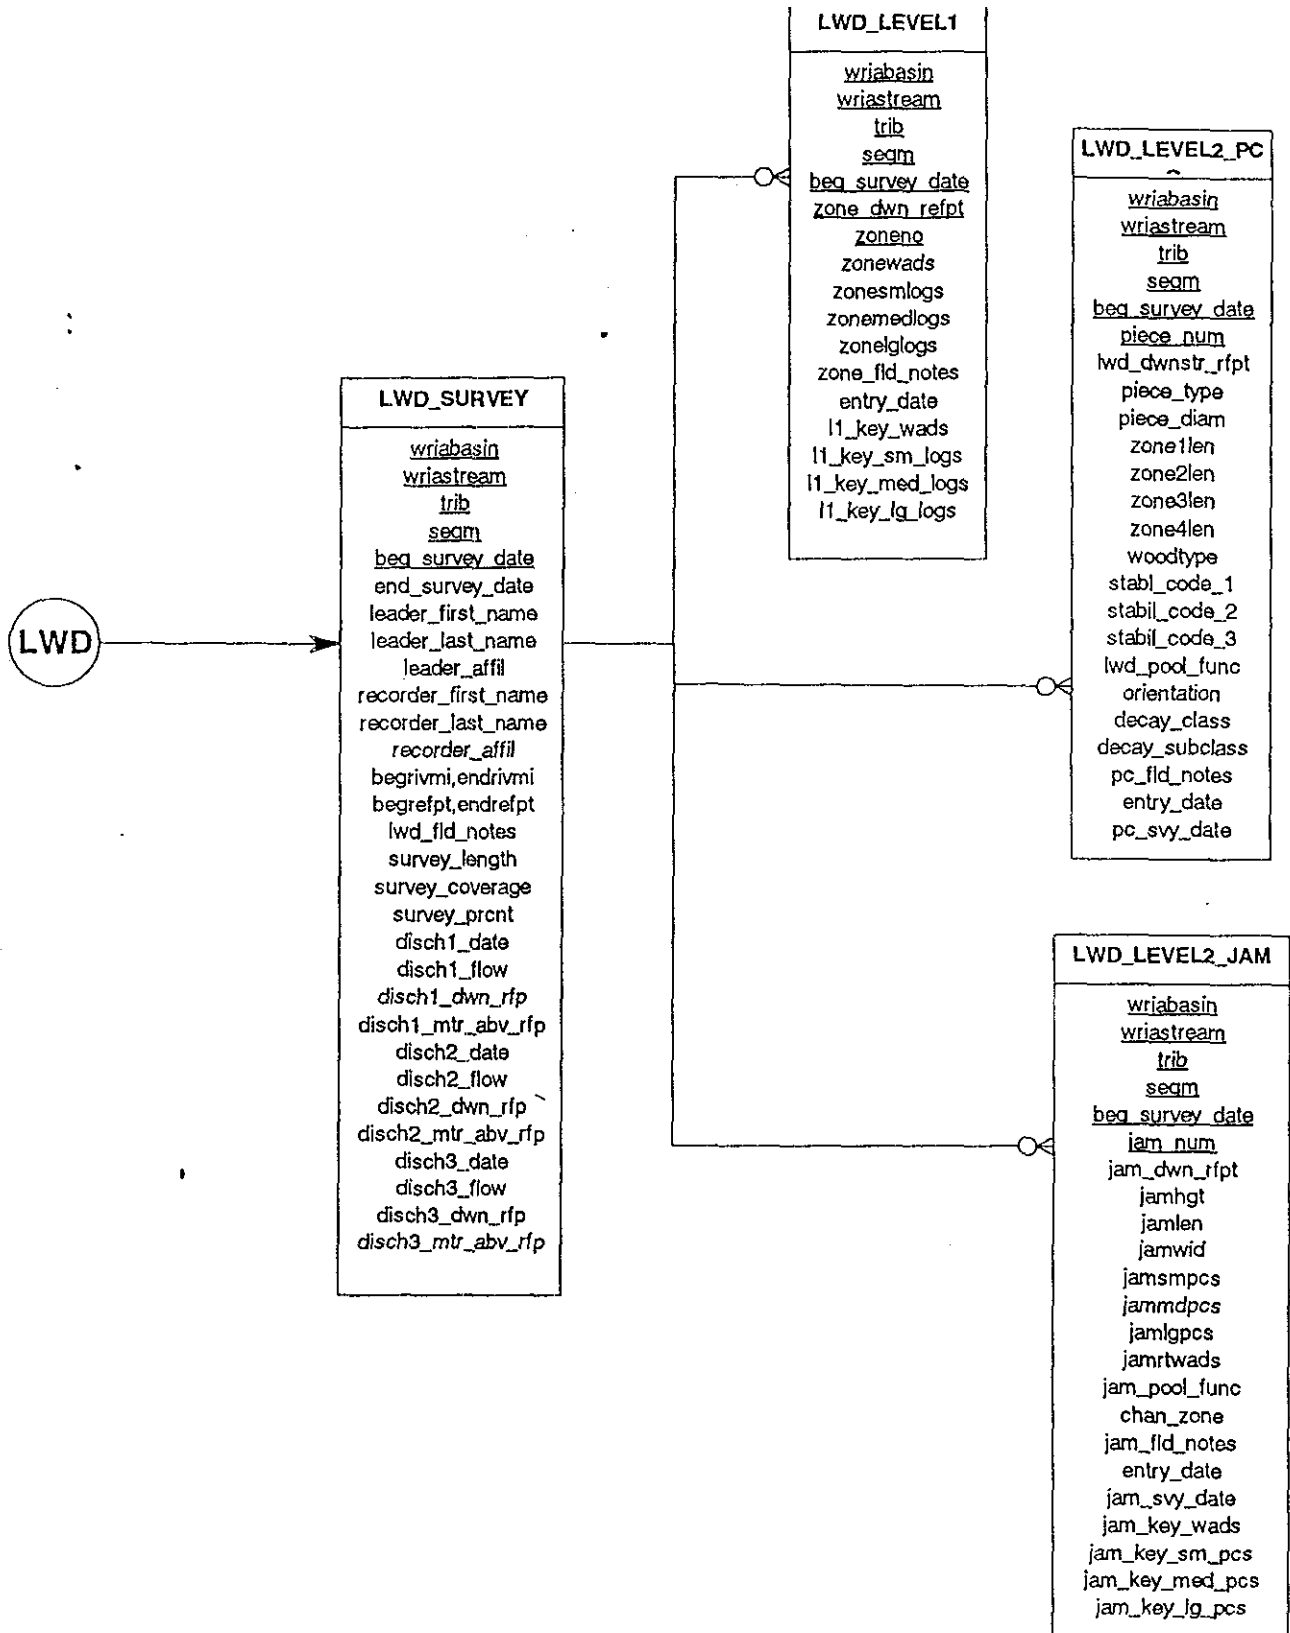 LWD
LWD_SURVEY
wriabasin
wriastream
trib
segm
beg_survey_date
end_survey_date
leader_first_name
leader_last_name
leader_affil
recorder_first_name
recorder_last_name
recorder_affil
begrivmi,endrivmi
begrefpt,endrefpt
lwd_fld_notes
survey_length
survey_coverage
survey_prcnt
disch1_date
disch1_flow
disch1_dwn_rfp
disch1_mtr_abv_rfp
disch2_date
disch2_flow
disch2_dwn_rfp
disch2_mtr_abv_rfp
disch3_date
disch3_flow
disch3_dwn_rfp
disch3_mtr_abv_rfp
LWD_LEVEL1
wriabasin
wriastream
trib
segm
beg_survey_date
zone_dwn_refpt
zoneno
zonewads
zonesmlogs
zonemedlogs
zonelglogs
zone_fld_notes
entry_date
l1_key_wads
l1_key_sm_logs
l1_key_med_logs
l1_key_lg_logs
LWD_LEVEL2_PC
wriabasin
wriastream
trib
segm
beg_survey_date
piece_num
lwd_dwnstr_rfpt
piece_type
piece_diam
zone1len
zone2len
zone3len
zone4len
woodtype
stabl_code_1
stabil_code_2
stabil_code_3
lwd_pool_func
orientation
decay_class
decay_subclass
pc_fld_notes
entry_date
pc_svy_date
LWD_LEVEL2_JAM
wriabasin
wriastream
trib
segm
beg_survey_date
jam_num
jam_dwn_rfpt
jamhgt
jamlen
jamwid
jamsmpcs
jammdpcs
jamlgpcs
jamrtwads
jam_pool_func
chan_zone
jam_fld_notes
entry_date
jam_svy_date
jam_key_wads
jam_key_sm_pcs
jam_key_med_pcs
jam_key_lg_pcs